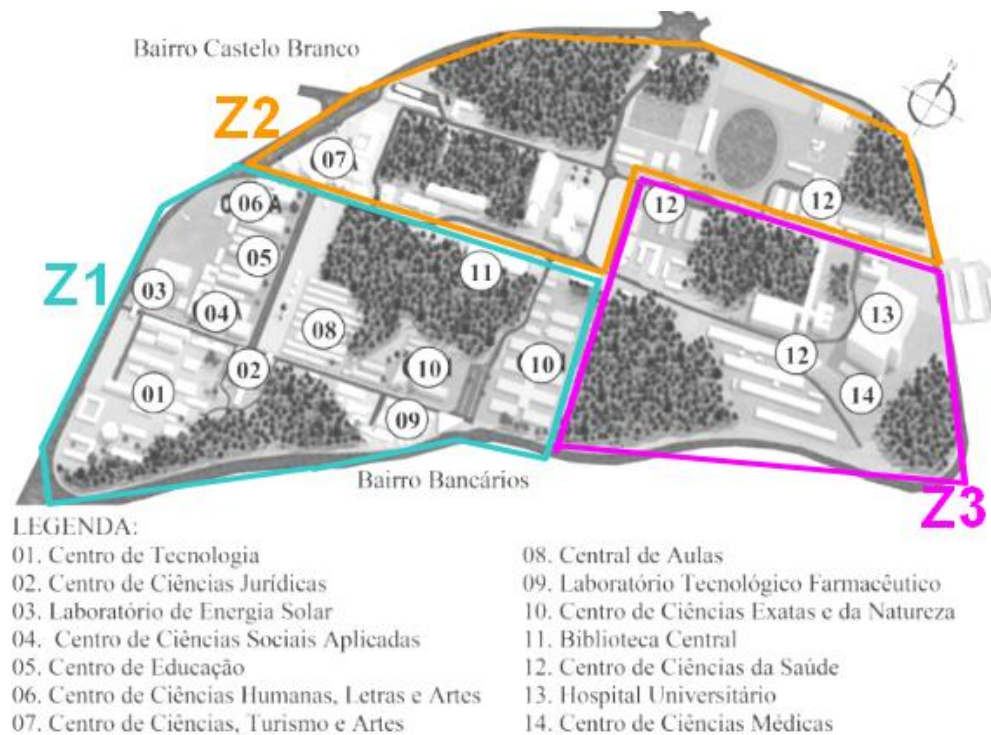 Bairro Castelo Branco
N
Z2
07
12
12
06
05
11
Z1
03
04
13
08
02
10
10
12
01
14
09
Bairro Bancários
Z3
LEGENDA:
01. Centro de Tecnologia
02. Centro de Ciências Jurídicas
03. Laboratório de Energia Solar
04. Centro de Ciências Sociais Aplicadas
05. Centro de Educação
06. Centro de Ciências Humanas, Letras e Artes
07. Centro de Ciências, Turismo e Artes
08. Central de Aulas
09. Laboratório Tecnológico Farmacêutico
10. Centro de Ciências Exatas e da Natureza
11. Biblioteca Central
12. Centro de Ciências da Saúde
13. Hospital Universitário
14. Centro de Ciências Médicas